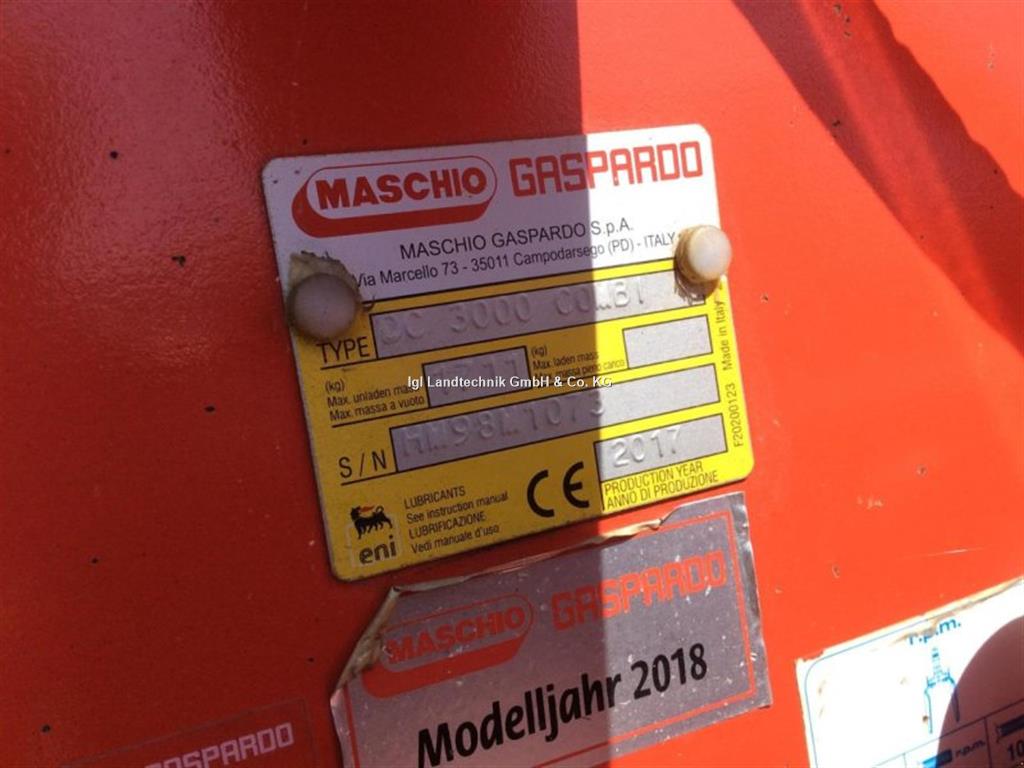 MASCHIO GASPARDO
MASCHIO GASPARDO S.p.A.
Via Marcello 73 - 35011 Campodarsego (PD) - ITALY
TYPE DC 3000 COMBI
(kg)
Max. unladen mass
Max. massa a vuoto
(kg)
Max. laden mass
Max. massa pieno carico
Igl Landtechnik GmbH & Co. KG
S/N
2017
PRODUCTION YEAR
ANNO DI PRODUZIONE
CE
LUBRICANTS
See instruction manual
LUBRIFICAZIONE
Vedi manuale d'uso
eni
F20200123 Made in Italy
MASCHIO GASPARDO
Modelljahr 2018
GASPARDO
r.p.m.
r.p.m.